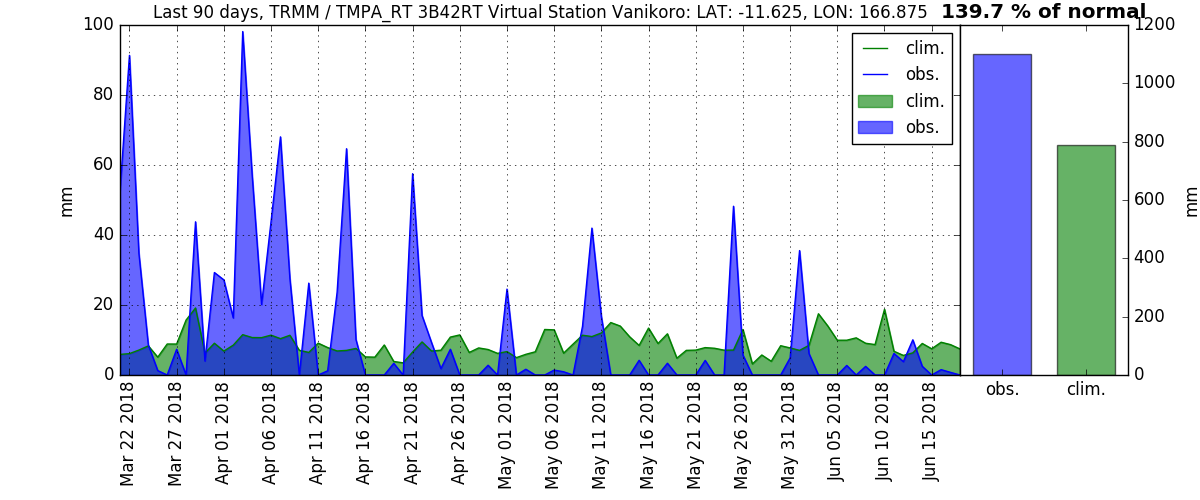 Last 90 days, TRMM / TMPA_RT 3B42RT Virtual Station Vanikoro: LAT: -11.625, LON: 166.875 139.7 % of normal
100
80
60
40
20
0
mm
clim.
obs.
clim.
obs.
Mar 22 2018
Mar 27 2018
Apr 01 2018
Apr 06 2018
Apr 11 2018
Apr 16 2018
Apr 21 2018
Apr 26 2018
May 01 2018
May 06 2018
May 11 2018
May 16 2018
May 21 2018
May 26 2018
May 31 2018
Jun 05 2018
Jun 10 2018
Jun 15 2018
1200
1000
800
600
400
200
0
mm
obs.
clim.